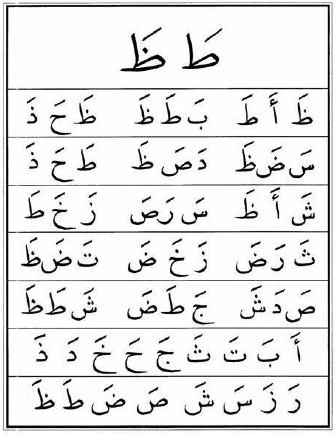 طَ ظَ
ظَ أَ طَ بَ طَ ظَ ظَ حَ ذَ
سَ ضَ ظَ دَ صَ ظَ طَ حَ ذَ
شَ أَ ظَ سَ رَ صَ زَ خَ طَ
ثَ رَ ضَ زَ خَ ضَ تَ ضَ ظَ
صَ دَ شَ جَ طَ ضَ شَ طَ ظَ
أَ بَ تَ ثَ جَ حَ خَ دَ ذَ
رَ زَ سَ شَ صَ ضَ طَ ظَ